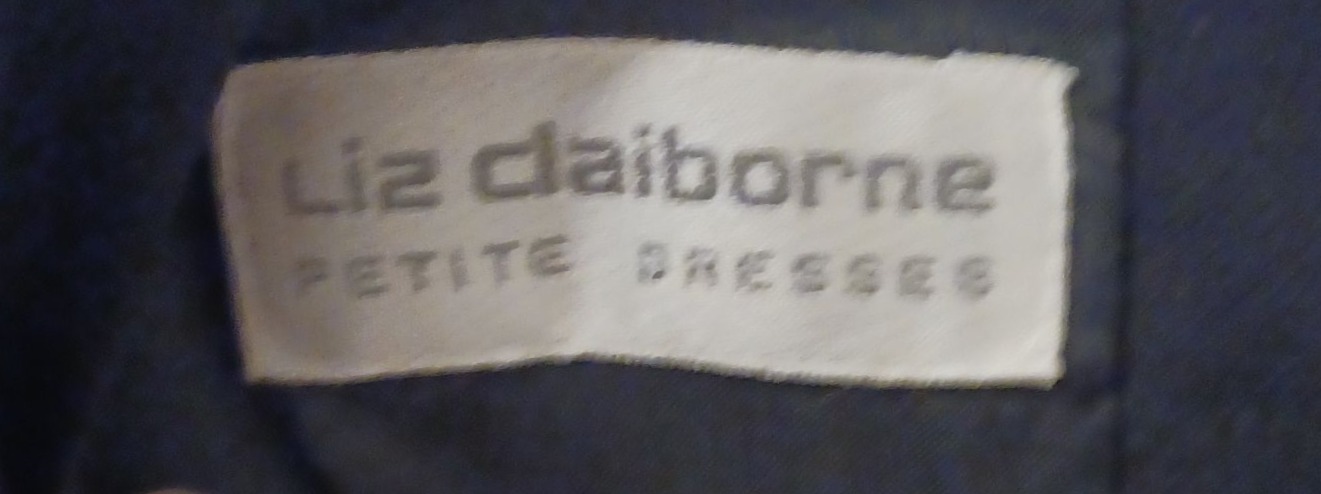 Liz claiborne
PETITE DRESSES